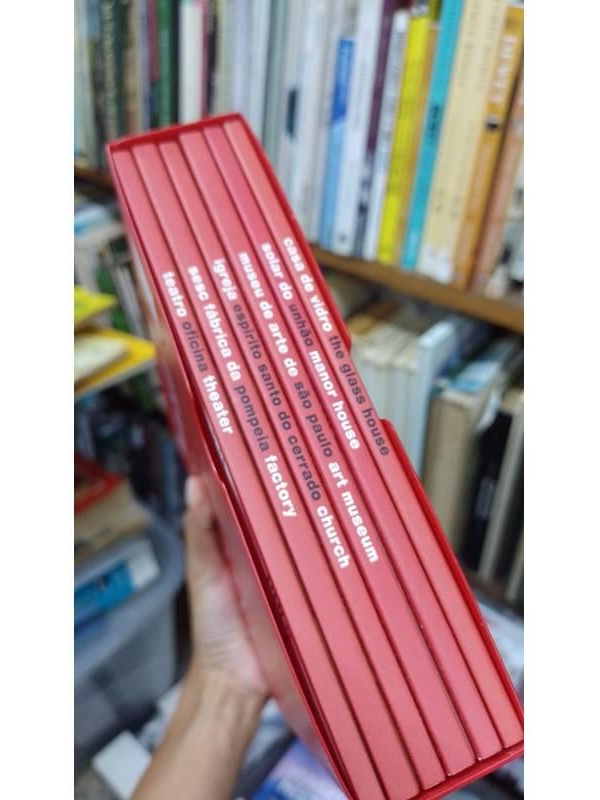 casa de vidro the glass house
solar do unhão manor house
museu de arte de são paulo art museum
igreja espírito santo do cerrado church
sesc fábrica da pompeia factory
teatro oficina theater